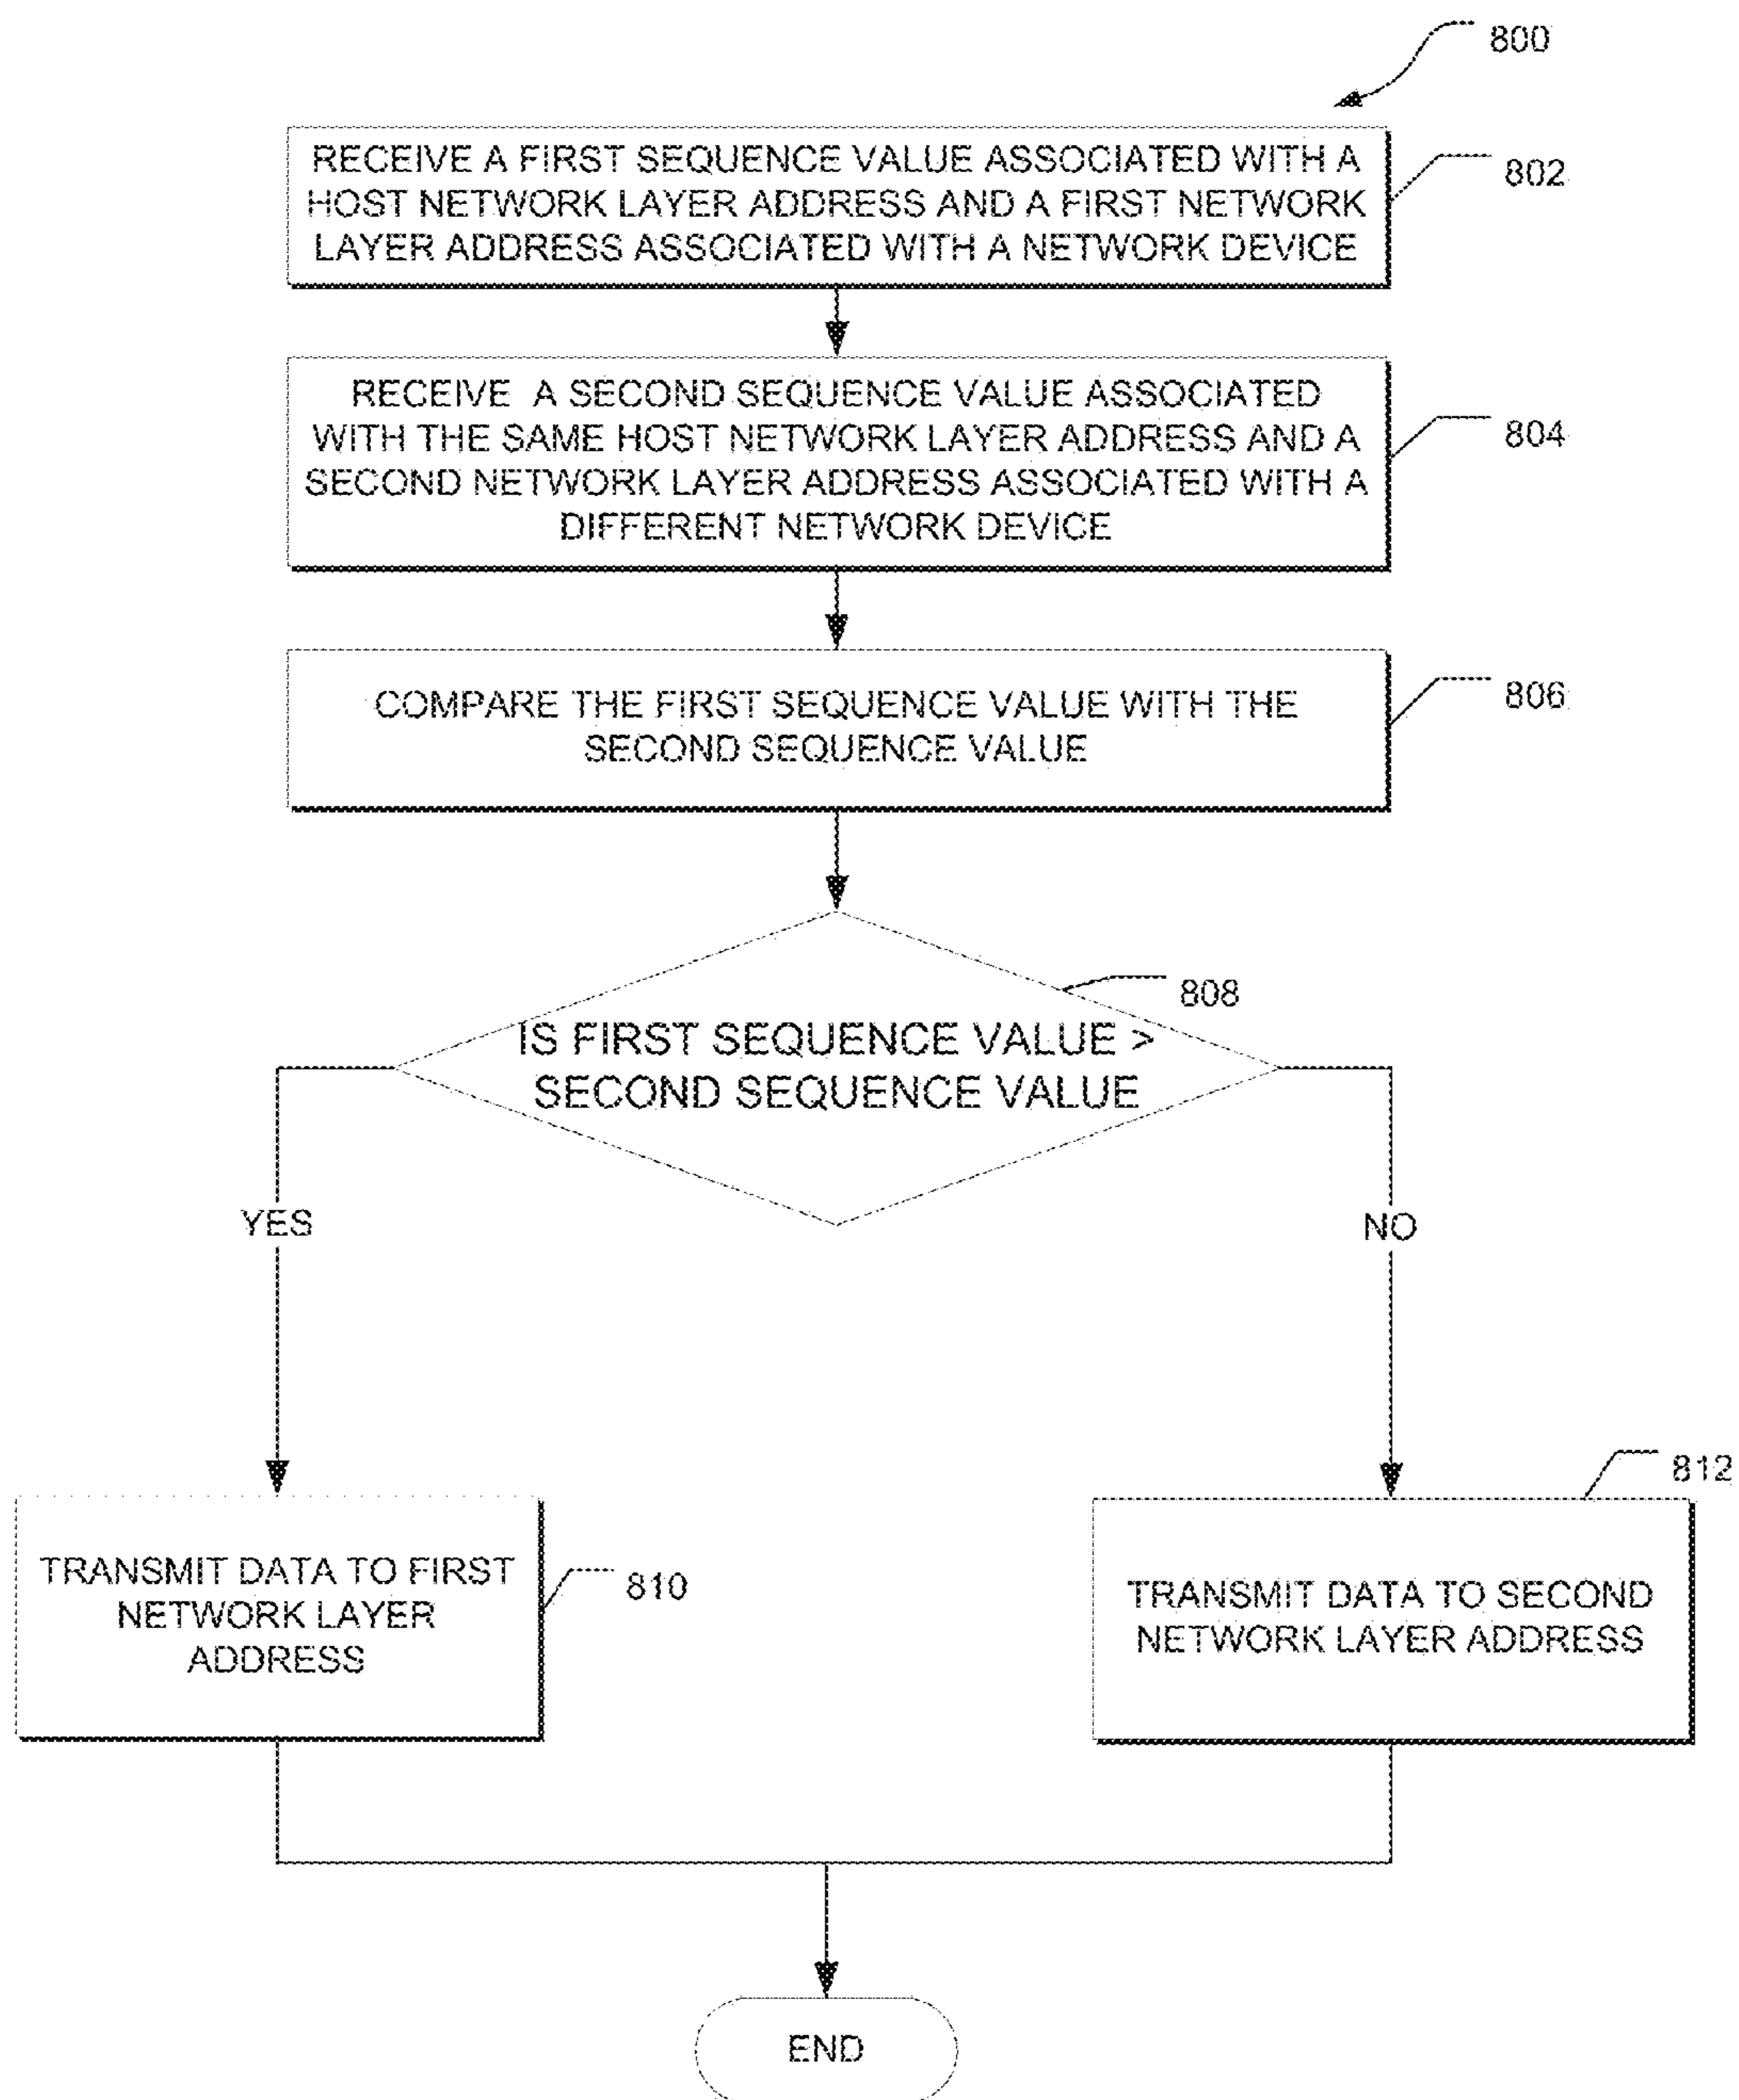 800
RECEIVE A FIRST SEQUENCE VALUE ASSOCIATED WITH A
HOST NETWORK LAYER ADDRESS AND A FIRST NETWORK
LAYER ADDRESS ASSOCIATED WITH A NETWORK DEVICE
802
RECEIVE A SECOND SEQUENCE VALUE ASSOCIATED
WITH THE SAME HOST NETWORK LAYER ADDRESS AND A
SECOND NETWORK LAYER ADDRESS ASSOCIATED WITH A
DIFFERENT NETWORK DEVICE
804
COMPARE THE FIRST SEQUENCE VALUE WITH THE
SECOND SEQUENCE VALUE
806
808
IS FIRST SEQUENCE VALUE >
SECOND SEQUENCE VALUE
YES
NO
TRANSMIT DATA TO FIRST
NETWORK LAYER
ADDRESS
810
812
TRANSMIT DATA TO SECOND
NETWORK LAYER ADDRESS
END